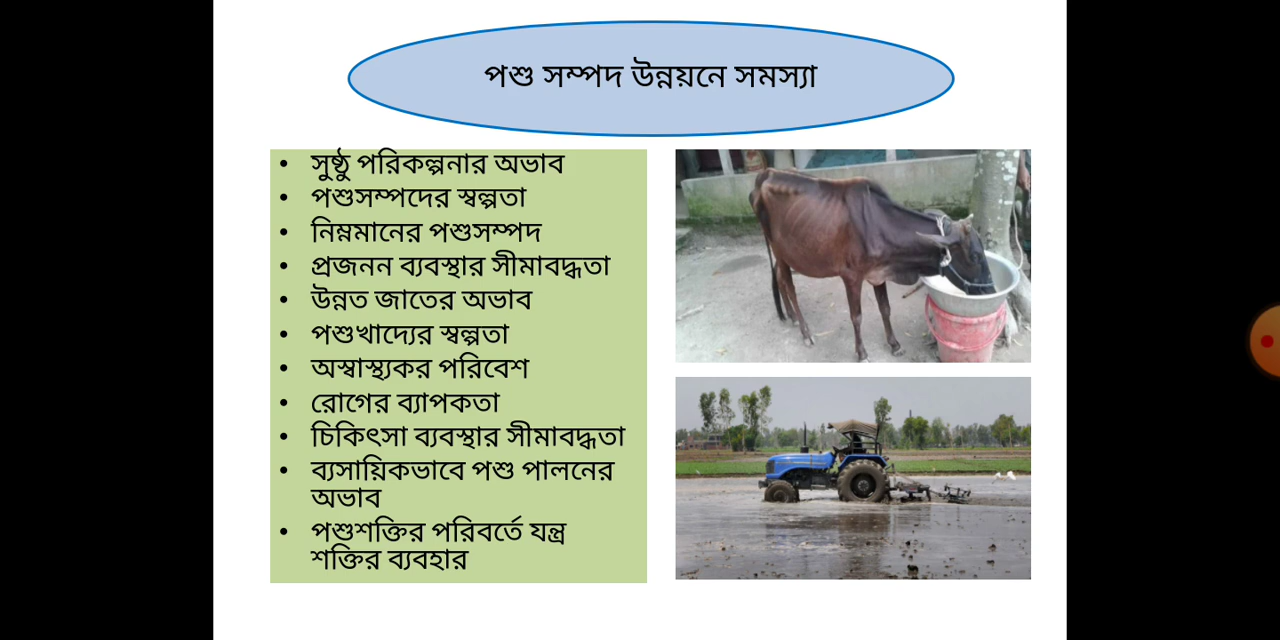 পশু সম্পদ উন্নয়নে সমস্যা
• সুষ্ঠু পরিকল্পনার অভাব
• পশুসম্পদের স্বল্পতা
• নিম্নমানের পশুসম্পদ
• প্রজনন ব্যবস্থার সীমাবদ্ধতা
• উন্নত জাতের অভাব
• পশুখাদ্যের স্বল্পতা
• অস্বাস্থ্যকর পরিবেশ
• রোগের ব্যাপকতা
• চিকিৎসা ব্যবস্থার সীমাবদ্ধতা
• ব্যসায়িকভাবে পশু পালনের
অভাব
• পশুশক্তির পরিবর্তে যন্ত্র
শক্তির ব্যবহার